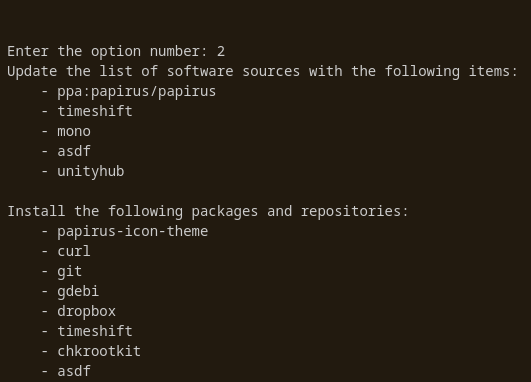 Enter the option number: 2
Update the list of software sources with the following items:
    - ppa:papirus/papirus
    - timeshift
    - mono
    - asdf
    - unityhub

Install the following packages and repositories:
    - papirus-icon-theme
    - curl
    - git
    - gdebi
    - dropbox
    - timeshift
    - chkrootkit
    - asdf